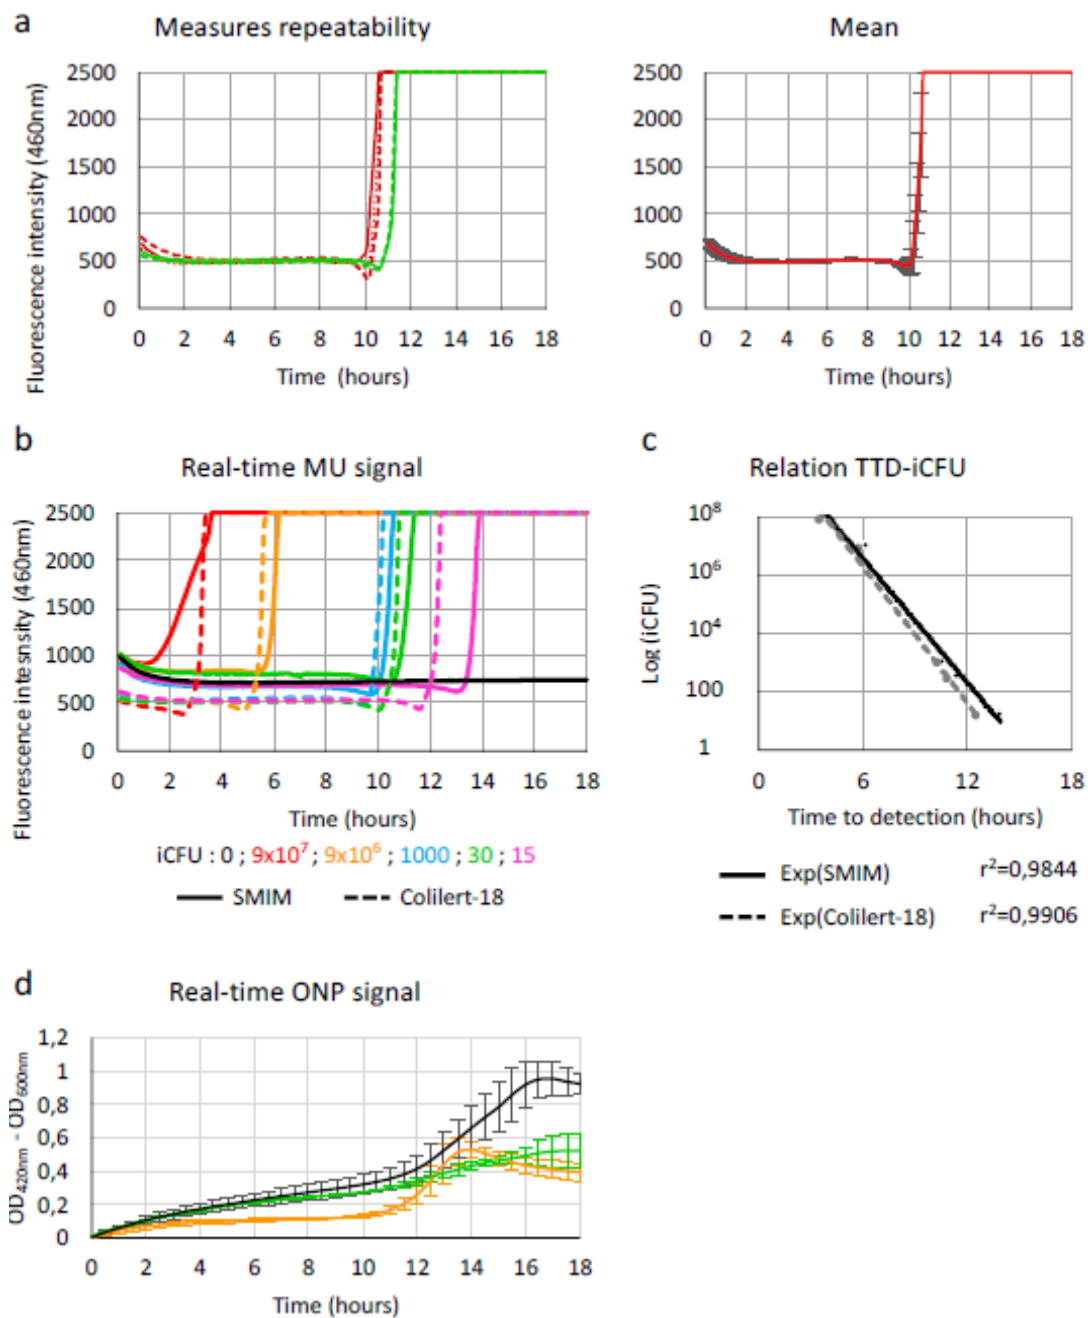 a
Measures repeatability
Mean
Fluorescence intensity (460nm)
2500
2000
1500
1000
500
0
0 2 4 6 8 10 12 14 16 18
Time (hours)
2500
2000
1500
1000
500
0
0 2 4 6 8 10 12 14 16 18
Time (hours)
b
Real-time MU signal
Fluorescence intesnsity (460nm)
2500
2000
1500
1000
500
0
0 2 4 6 8 10 12 14 16 18
Time (hours)
iCFU : 0 ; 9x10⁷ ; 9x10⁶ ; 1000 ; 30 ; 15
SMIM
Colilert-18
c
Relation TTD-iCFU
Log (iCFU)
10⁸
10⁶
10⁴
100
1
0 6 12 18
Time to detection (hours)
Exp(SMIM) r²=0,9844
Exp(Colilert-18) r²=0,9906
d
Real-time ONP signal
OD420nm - OD600nm
1,2
1
0,8
0,6
0,4
0,2
0
0 2 4 6 8 10 12 14 16 18
Time (hours)